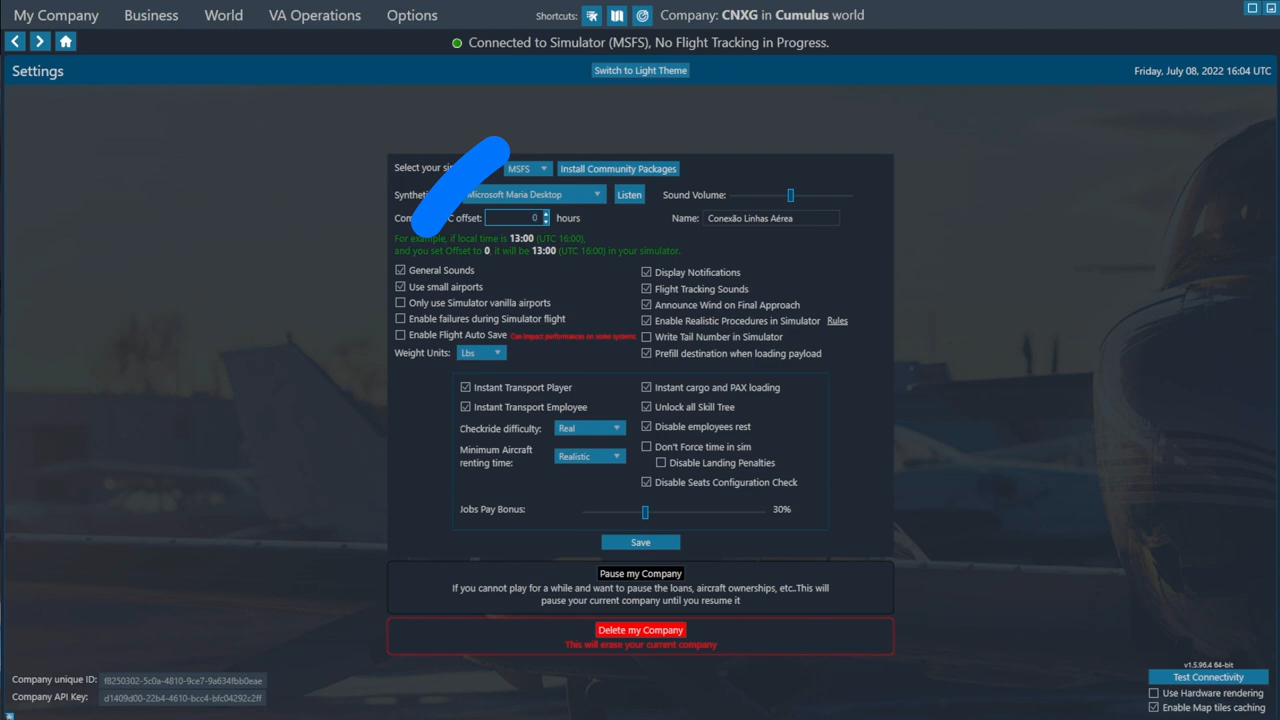 My Company Business World VA Operations Options Shortcuts: Company: CNXG in Cumulus world
Connected to Simulator (MSFS), No Flight Tracking in Progress.
Settings Switch to Light Theme Friday, July 08, 2022 16:04 UTC
Select your MSFS Install Community Packages
Microsoft Maria Desktop Listen Sound Volume:
offset: 0 hours Name: Conexão Linhas Aérea
For example, if local time is 13:00 (UTC 16:00),
and you set Offset to 0, it will be 13:00 (UTC 16:00) in your simulator.
General Sounds Display Notifications
Use small airports Flight Tracking Sounds
Only use Simulator vanilla airports Announce Wind on Final Approach
Enable failures during Simulator flight Enable Realistic Procedures in Simulator Rules
Enable Flight Auto Save Can impact performances on some systems. Write Tail Number in Simulator
Weight Units: Lbs Prefill destination when loading payload
Instant Transport Player Instant cargo and PAX loading
Instant Transport Employee Unlock all Skill Tree
Checkride difficulty: Real Disable employees rest
Minimum Aircraft renting time: Realistic Don't Force time in sim
Disable Landing Penalties
Disable Seats Configuration Check
Jobs Pay Bonus: 30%
Save
Pause my Company
If you cannot play for a while and want to pause the loans, aircraft ownerships, etc..This will
pause your current company until you resume it
Delete my Company
This will erase your current company
v1.5.96.4 64-bit
Company unique ID: f8250302-5c0a-4810-9ce7-9a634fbb0eae Test Connectivity
Company API Key: d1409d00-22b4-4610-bcc4-bfc04292c2ff Use Hardware rendering
Enable Map tiles caching